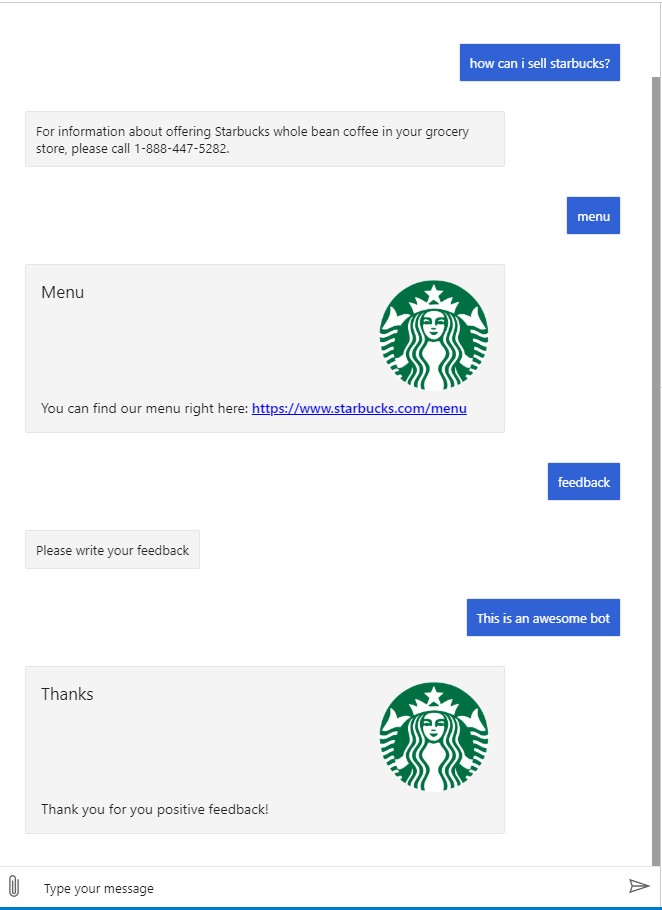 how can i sell starbucks?
For information about offering Starbucks whole bean coffee in your grocery
store, please call 1-888-447-5282.
menu
Menu
You can find our menu right here: https://www.starbucks.com/menu
feedback
Please write your feedback
This is an awesome bot
Thanks
Thank you for you positive feedback!
Type your message